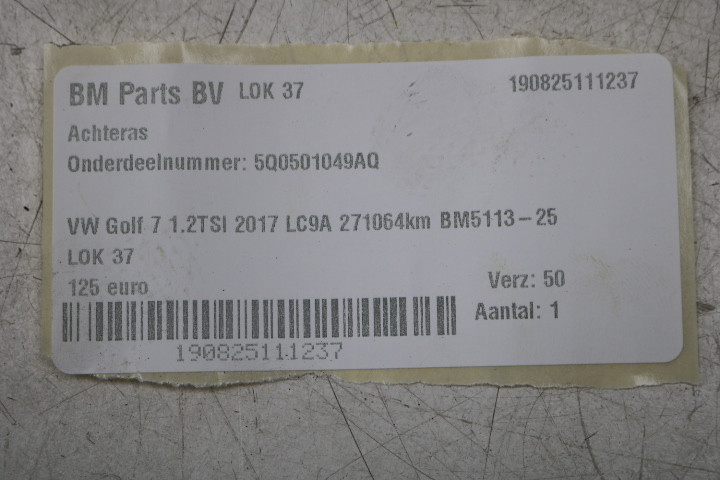 BM Parts BV LOK 37 190825111237
Achteras
Onderdeelnummer: 5Q0501049AQ
VW Golf 7 1.2TSI 2017 LC9A 271064km BM5113-25
LOK 37
125 euro Verz: 50
Aantal: 1
190825111237